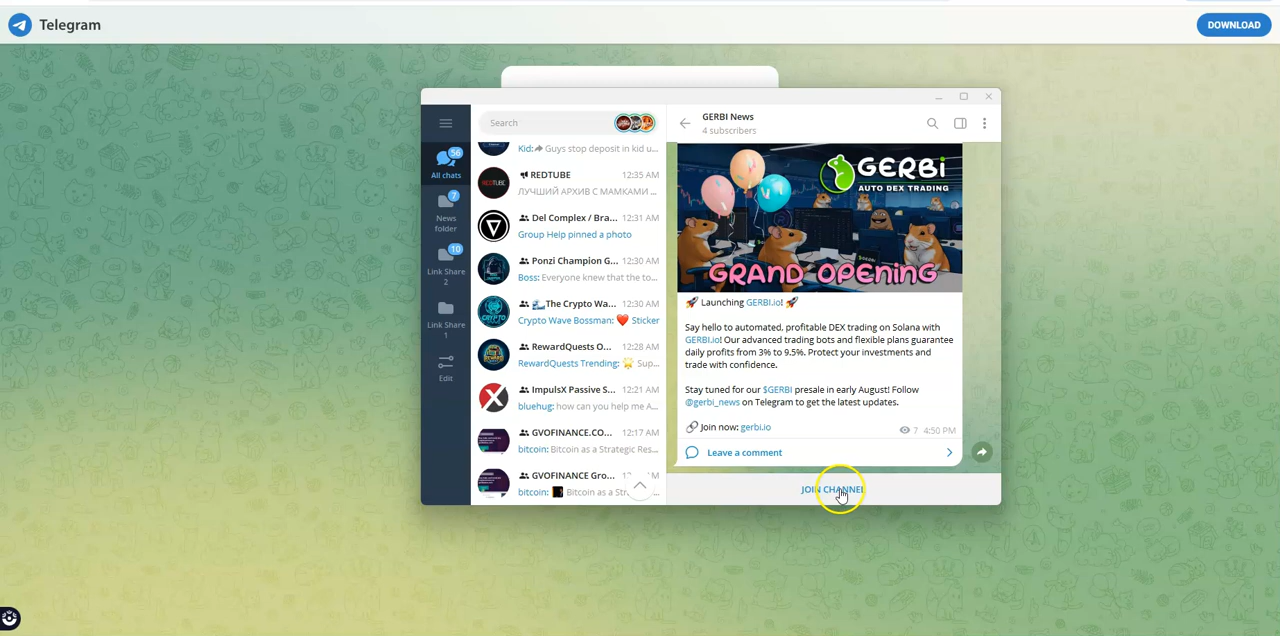 Telegram
DOWNLOAD
Search
GERBI News
4 subscribers
56
All chats
7
News
folder
10
Link Share
2
Link Share
1
Edit
Kid: Guys stop deposit in kid u...
REDTUBE 12:35 AM
REDTUBE
ЛУЧШИЙ АРХИВ С МАМКАМИ ...
Del Complex / Bra... 12:31 AM
Group Help pinned a photo
Ponzi Champion G... 12:30 AM
Boss: Everyone knew that the to...
The Crypto Wa... 12:30 AM
CRYPTO
Crypto Wave Bossman: ❤️ Sticker
RewardQuests O... 12:28 AM
RewardQuests Trending: 🌟 Sup...
ImpulsX Passive S... 12:21 AM
bluehug: how can you help me A...
GVOFINANCE.CO... 12:17 AM
bitcoin: Bitcoin as a Strategic Res...
GVOFINANCE Gro...
bitcoin: Bitcoin as a St
GERBi
AUTO DEX TRADING
GRAND OPENING
🚀 Launching GERBI.io! 🚀
Say hello to automated, profitable DEX trading on Solana with
GERBI.io! Our advanced trading bots and flexible plans guarantee
daily profits from 3% to 9.5%. Protect your investments and
trade with confidence.
Stay tuned for our $GERBI presale in early August! Follow
@gerbi_news on Telegram to get the latest updates.
🔗 Join now: gerbi.io
7 4:50 PM
Leave a comment
JOIN CHANNEL